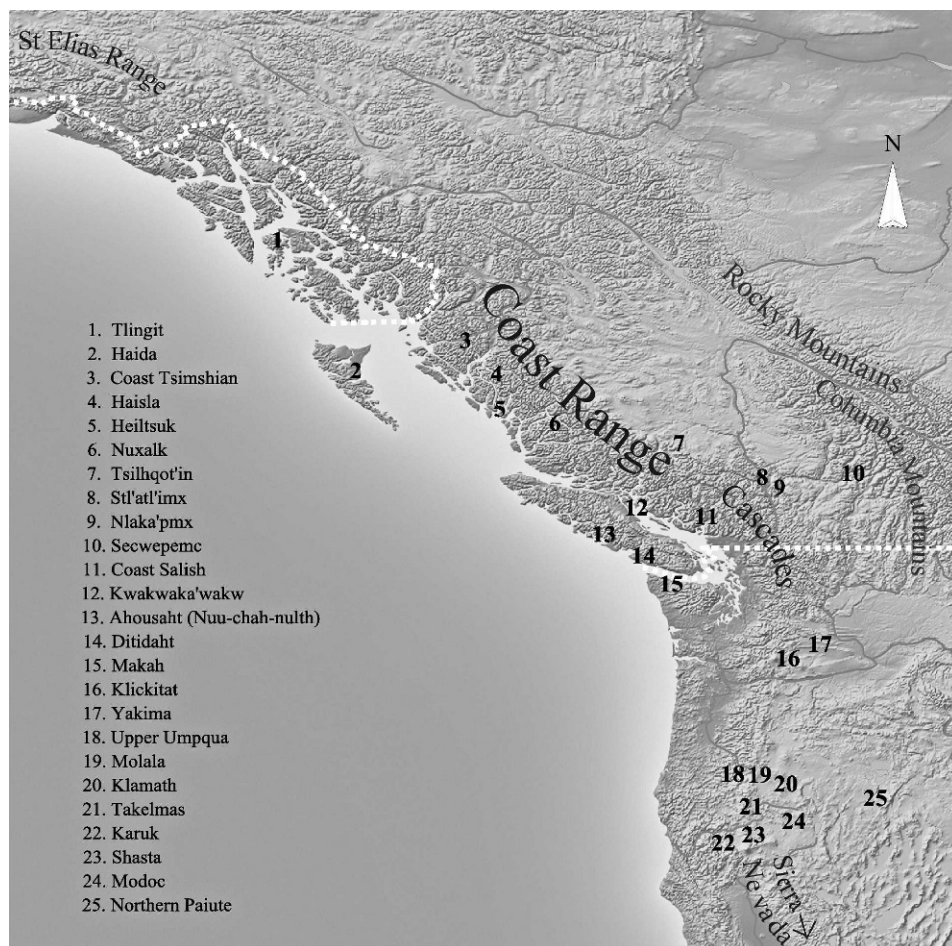 St Elias Range
N
Rocky Mountains
Columbia Mountains
Coast Range
Cascades
Sierra
Nevada
1
2
3
4
5
6
7
8
9
10
11
12
13
14
15
16
17
18
19
20
21
22
23
24
25
1. Tlingit
2. Haida
3. Coast Tsimshian
4. Haisla
5. Heiltsuk
6. Nuxalk
7. Tsilhqot'in
8. Stl'atl'imx
9. Nlaka'pmx
10. Secwepemc
11. Coast Salish
12. Kwakwaka'wakw
13. Ahousaht (Nuu-chah-nulth)
14. Ditidaht
15. Makah
16. Klickitat
17. Yakima
18. Upper Umpqua
19. Molala
20. Klamath
21. Takelmas
22. Karuk
23. Shasta
24. Modoc
25. Northern Paiute